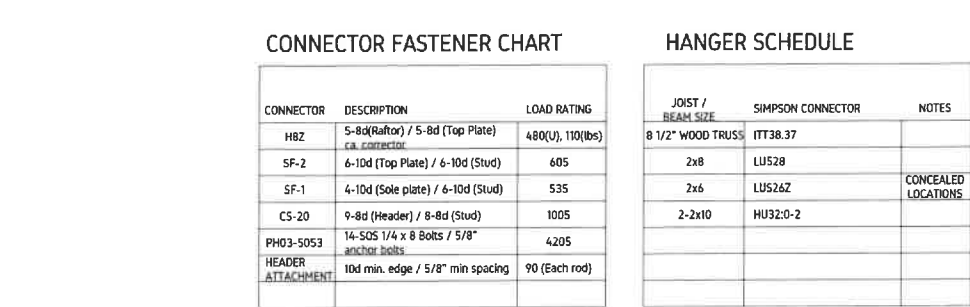 CONNECTOR FASTENER CHART
CONNECTOR DESCRIPTION LOAD RATING
H8Z 5-8d(Raftor) / 5-8d (Top Plate) 480(U), 110(lbs)
ca. corrector
SF-2 6-10d (Top Plate) / 6-10d (Stud) 605
SF-1 4-10d (Sole plate) / 6-10d (Stud) 535
CS-20 9-8d (Header) / 8-8d (Stud) 1005
PH03-5053 14-SOS 1/4 x 8 Bolts / 5/8" 4205
anchor bolts
HEADER
ATTACHMENT 10d min. edge / 5/8" min spacing 90 (Each rod)
HANGER SCHEDULE
JOIST /
BEAM SIZE SIMPSON CONNECTOR NOTES
8 1/2" WOOD TRUSS ITT38.37
2x8 LUS28
2x6 LUS26Z CONCEALED
LOCATIONS
2-2x10 HU32:0-2